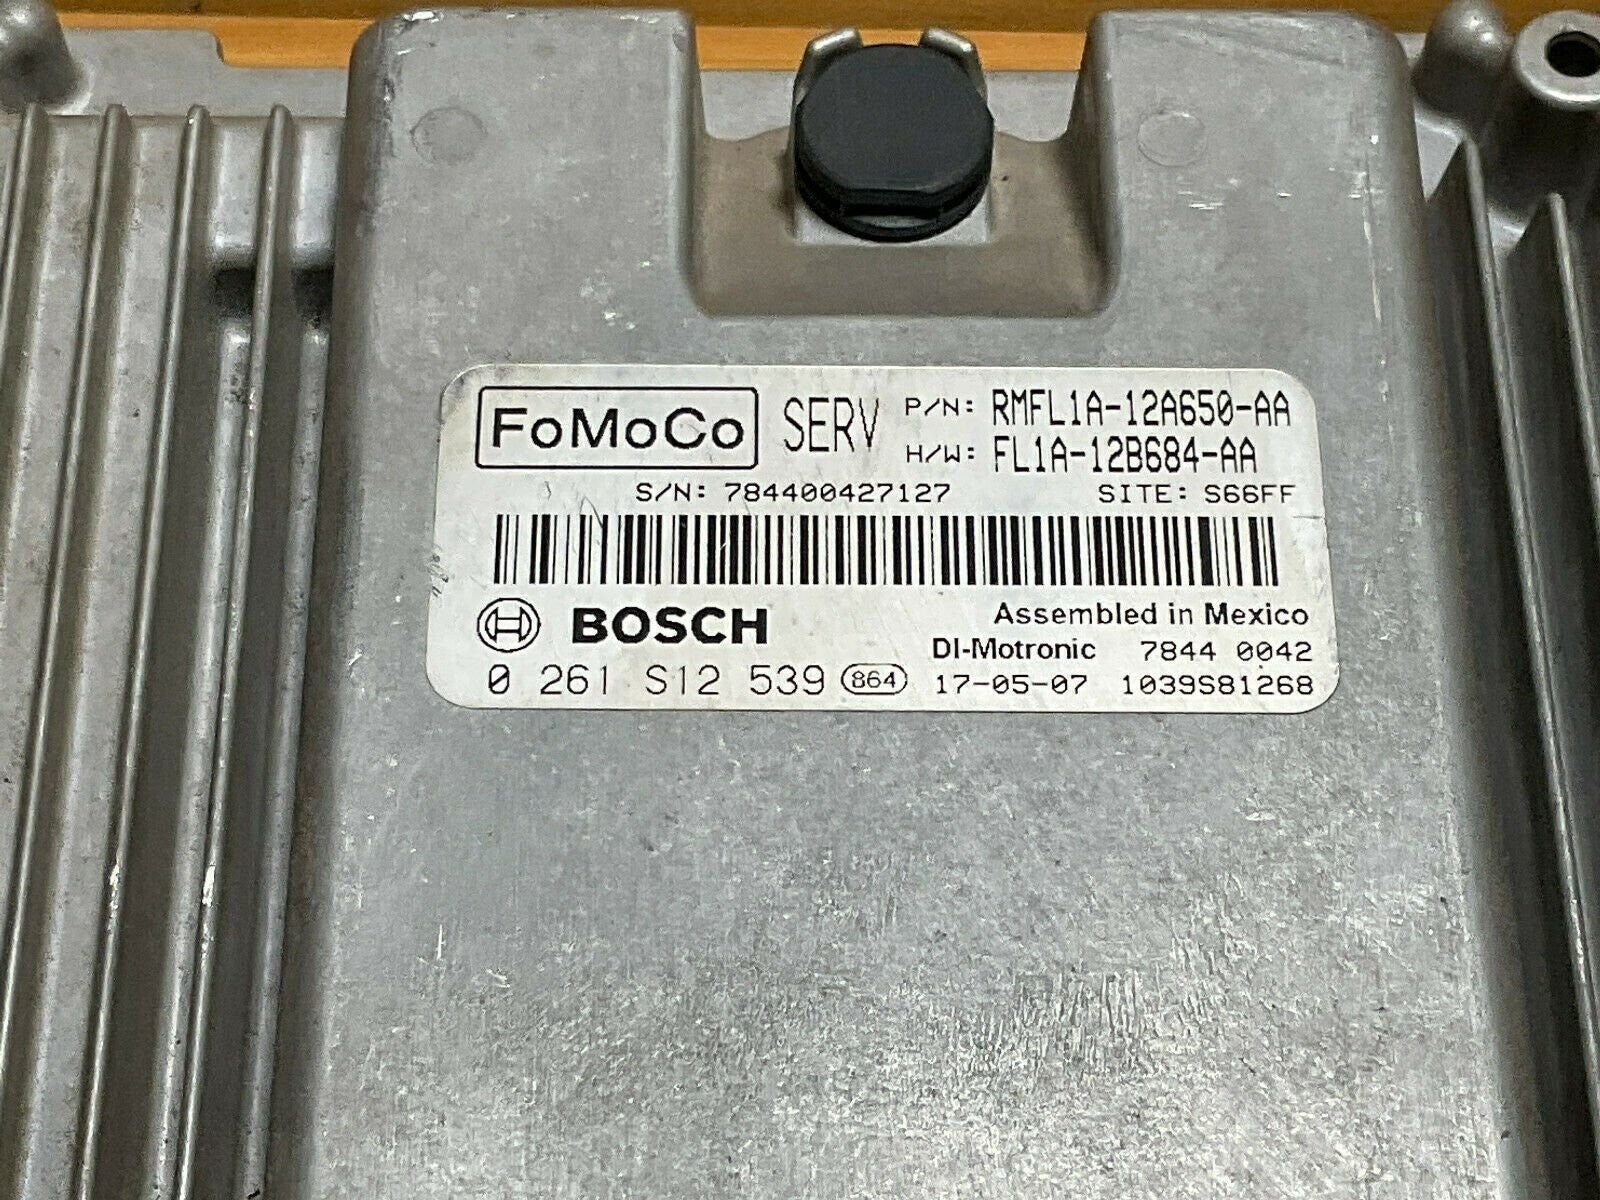 FoMoCo SERV P/N: RMFL1A-12A650-AA
H/W: FL1A-12B684-AA
S/N: 784400427127 SITE: S66FF
BOSCH Assembled in Mexico
DI-Motronic 7844 0042
0 261 S12 539 864 17-05-07 1039S81268